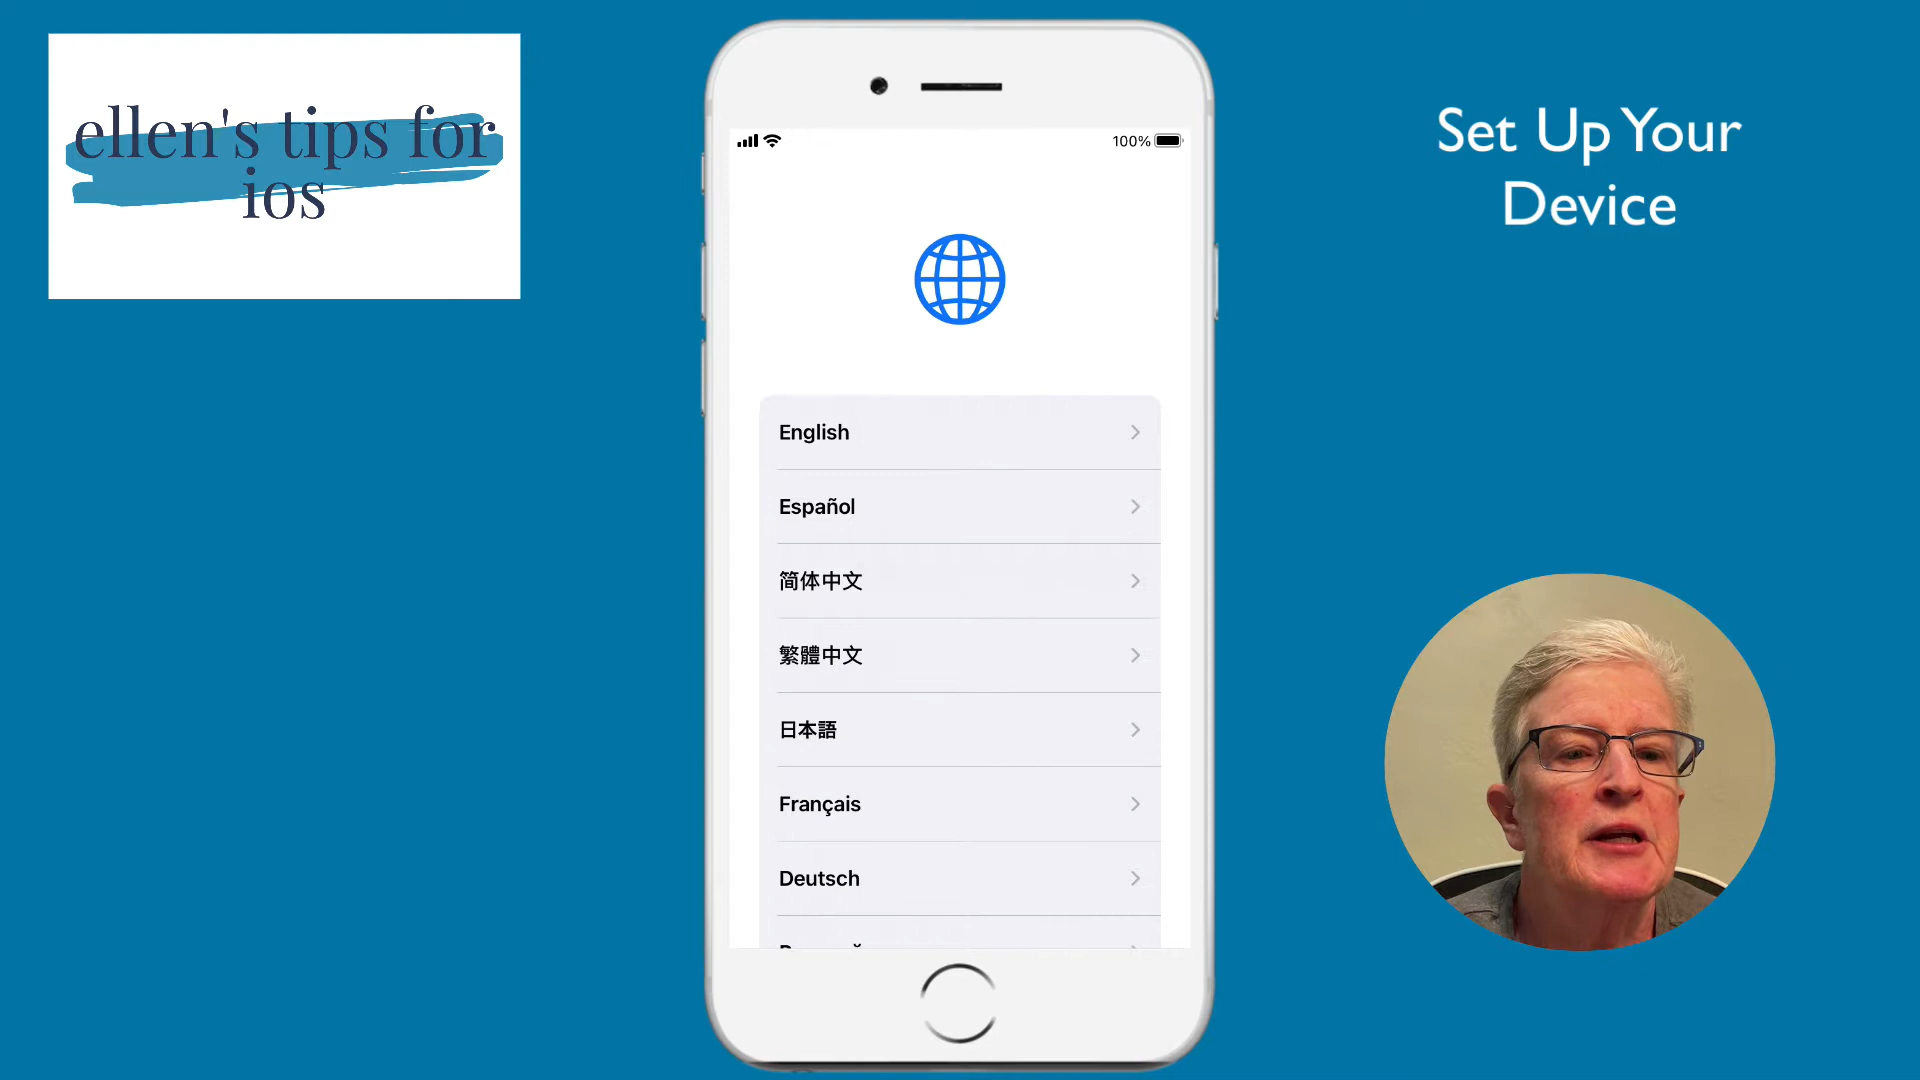 ellen's tips for
ios
100%
Set Up Your
Device
English
Español
简体中文
繁體中文
日本語
Français
Deutsch